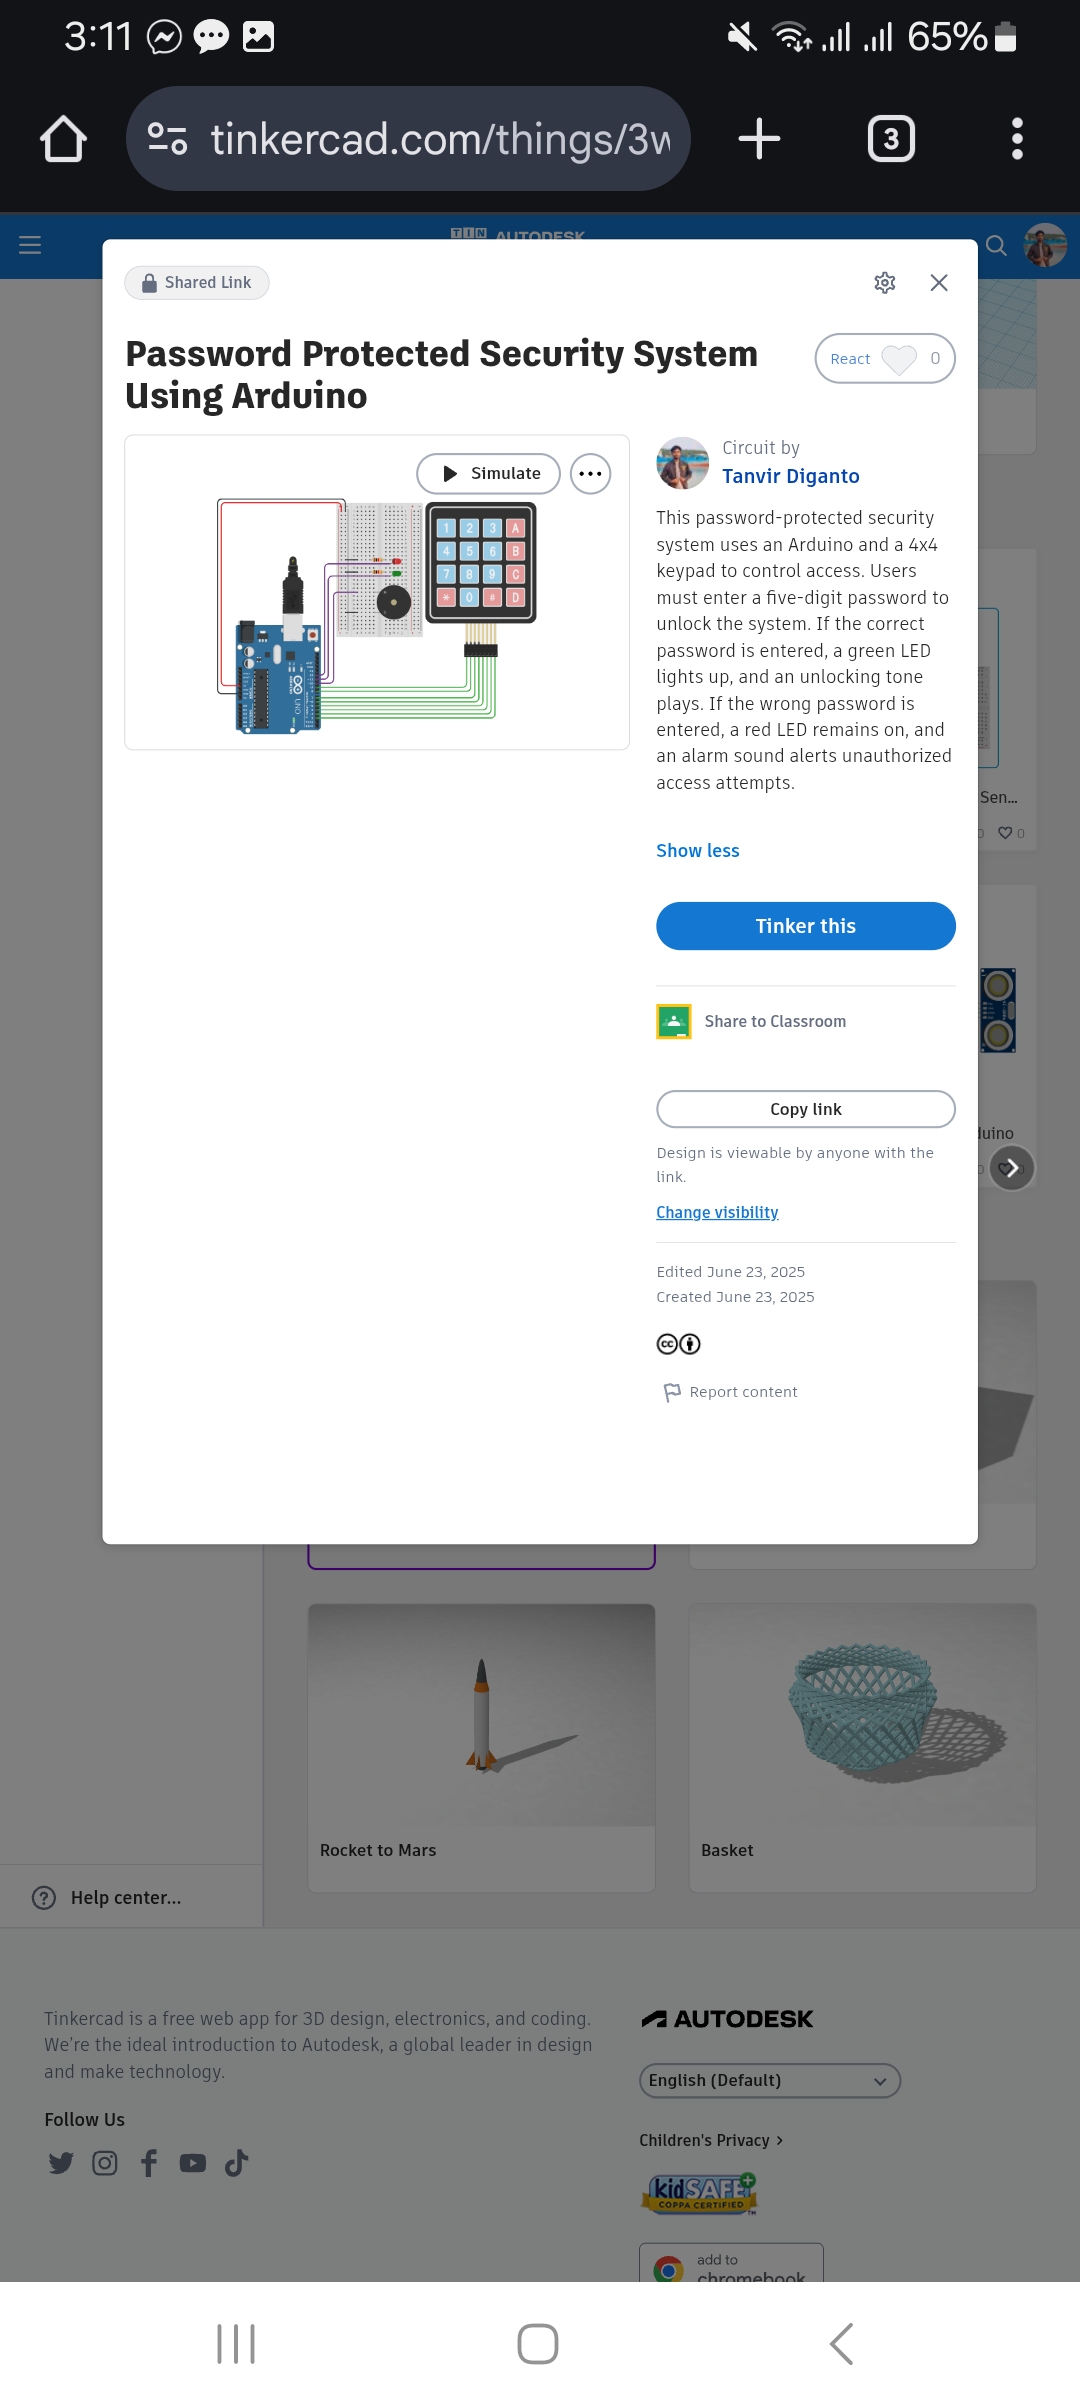 3:11
65%
tinkercad.com/things/3w
3
TIN AUTODESK
Shared Link
Password Protected Security System
Using Arduino
React 0
Simulate
1 2 3 A
4 5 6 B
7 8 9 C
* 0 # D
UNO
Circuit by
Tanvir Diganto
This password-protected security
system uses an Arduino and a 4x4
keypad to control access. Users
must enter a five-digit password to
unlock the system. If the correct
password is entered, a green LED
lights up, and an unlocking tone
plays. If the wrong password is
entered, a red LED remains on, and
an alarm sound alerts unauthorized
access attempts.
Sen...
0 0
Show less
Tinker this
Share to Classroom
Copy link
duino
0 0
Design is viewable by anyone with the
link.
Change visibility
Edited June 23, 2025
Created June 23, 2025
cc
Report content
Rocket to Mars
Basket
Help center...
Tinkercad is a free web app for 3D design, electronics, and coding.
We're the ideal introduction to Autodesk, a global leader in design
and make technology.
Follow Us
AUTODESK
English (Default)
Children's Privacy >
kidSAFE
COPPA CERTIFIED
TM
add to
chromebook